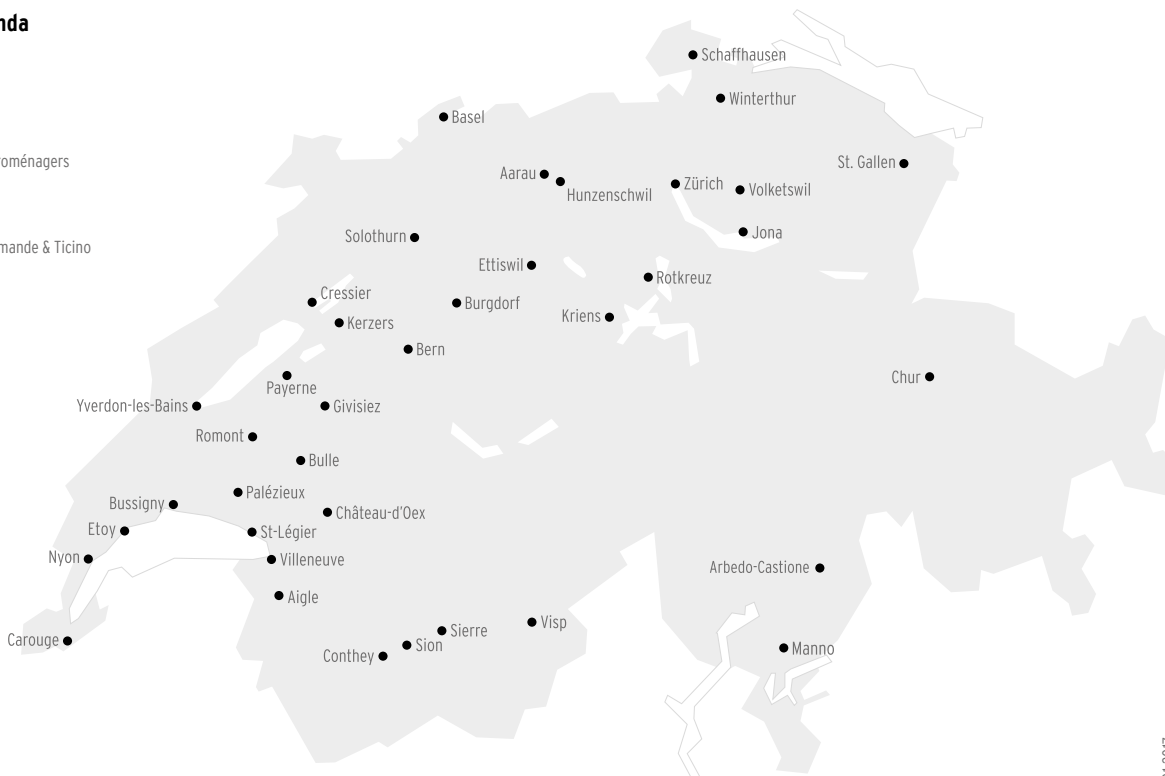 nda
Schaffhausen
Winterthur
Basel
oménagers
St. Gallen
Aarau
Hunzenschwil
Zürich
Volketswil
Jona
Solothurn
mande & Ticino
Ettiswil
Rotkreuz
Cressier
Burgdorf
Kriens
Kerzers
Bern
Chur
Payerne
Yverdon-les-Bains
Givisiez
Romont
Bulle
Palézieux
Bussigny
Château-d'Oex
Etoy
St-Légier
Nyon
Villeneuve
Arbedo-Castione
Aigle
Visp
Sierre
Carouge
Sion
Manno
Conthey